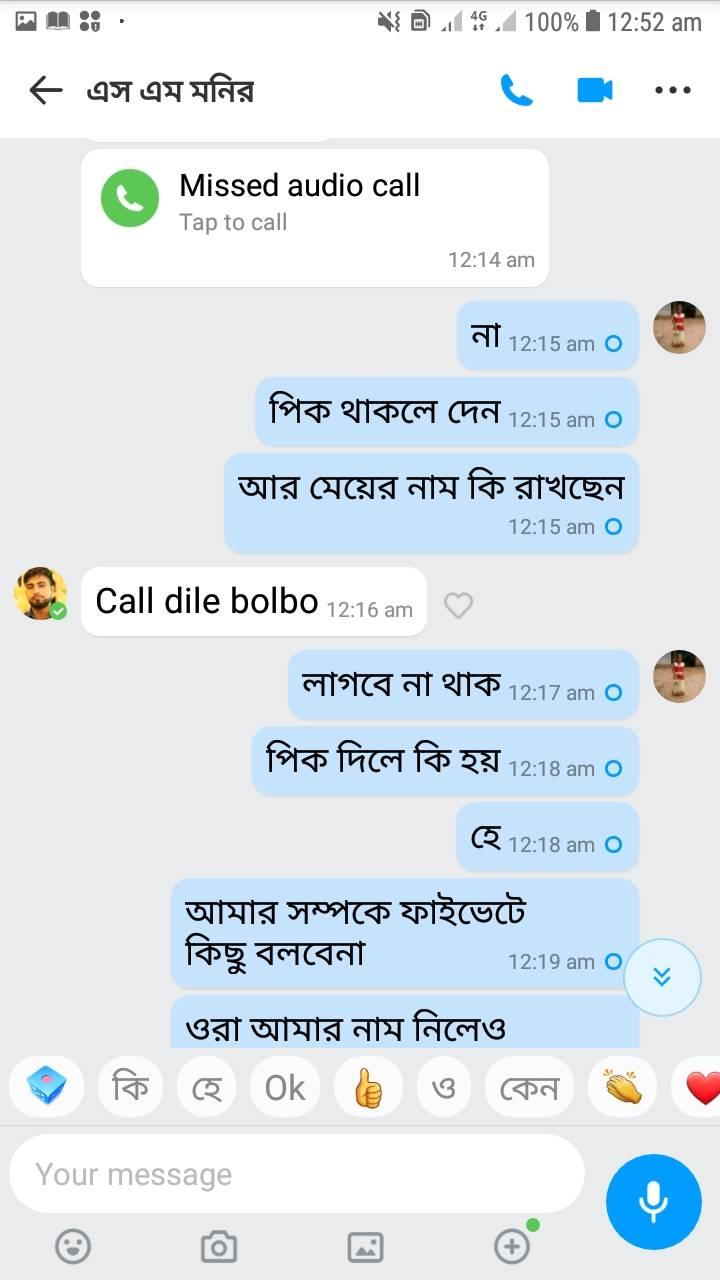 4G 100% 12:52 am
এস এম মনির
Missed audio call
Tap to call
12:14 am
না 12:15 am
পিক থাকলে দেন 12:15 am
আর মেয়ের নাম কি রাখছেন
12:15 am
Call dile bolbo 12:16 am
লাগবে না থাক 12:17 am
পিক দিলে কি হয় 12:18 am
হে 12:18 am
আমার সম্পকে ফাইভেটে
কিছু বলবেনা 12:19 am
ওরা আমার নাম নিলেও
কি হে Ok ও কেন
Your message